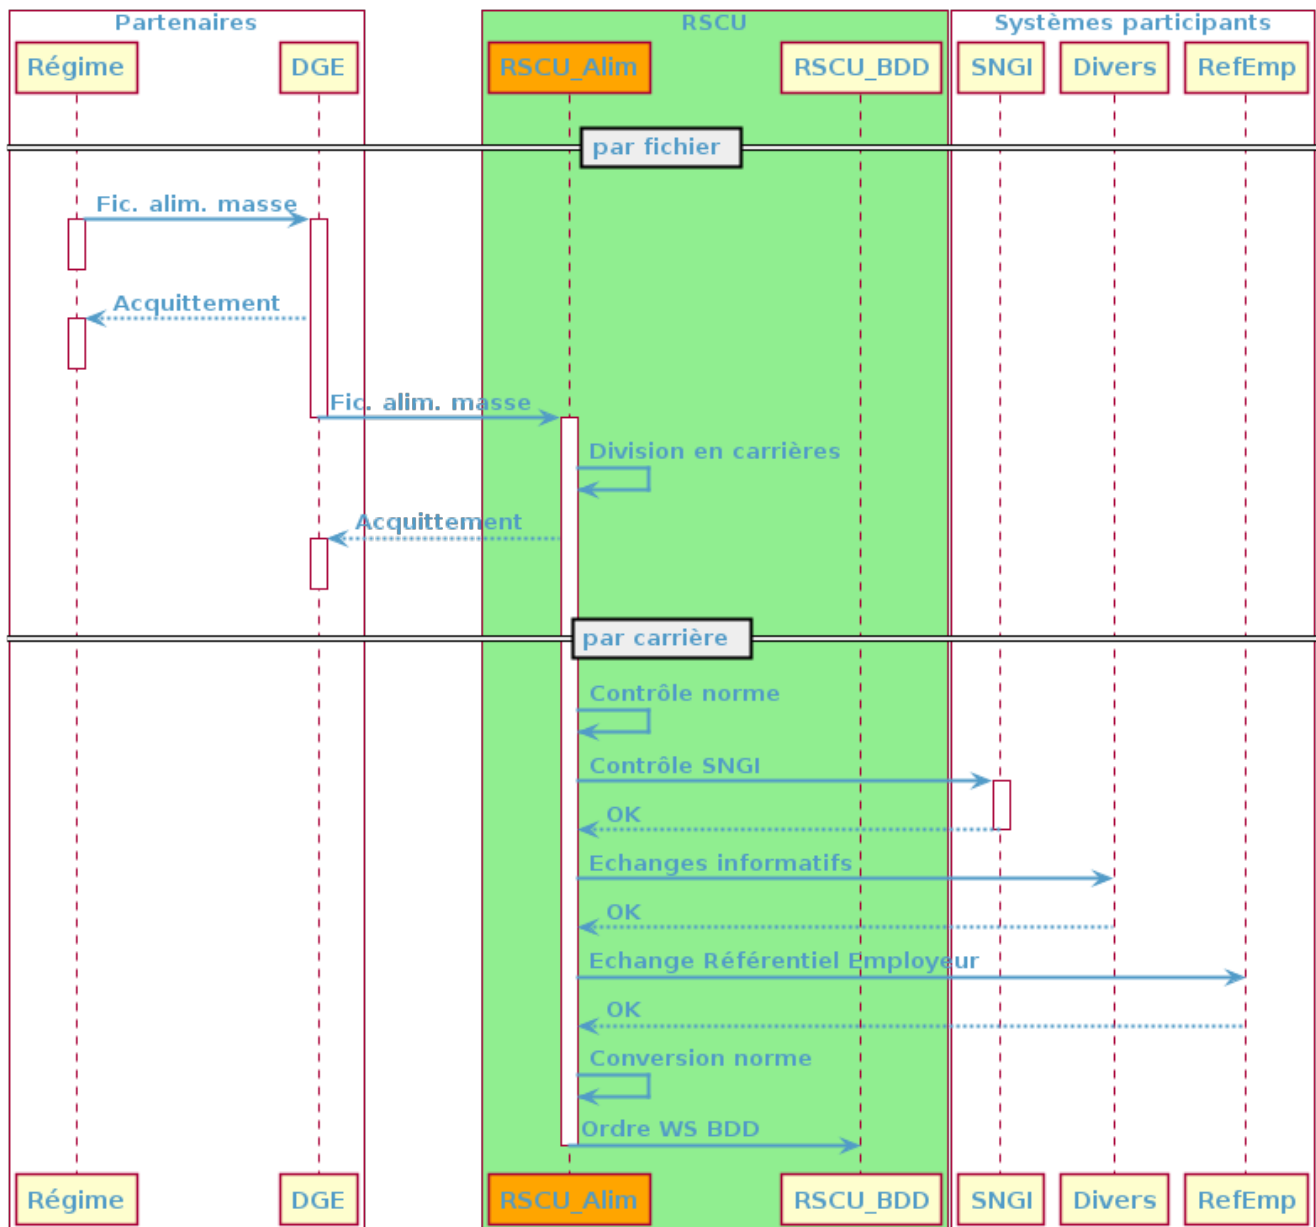 Partenaires RSCU Systèmes participants
Régime DGE RSCU_Alim RSCU_BDD SNGI Divers RefEmp
par fichier
Fic. alim. masse
Acquittement
Fic. alim. masse
Division en carrières
Acquittement
par carrière
Contrôle norme
Contrôle SNGI
OK
Echanges informatifs
OK
Echange Référentiel Employeur
OK
Conversion norme
Ordre WS BDD
Régime DGE RSCU_Alim RSCU_BDD SNGI Divers RefEmp